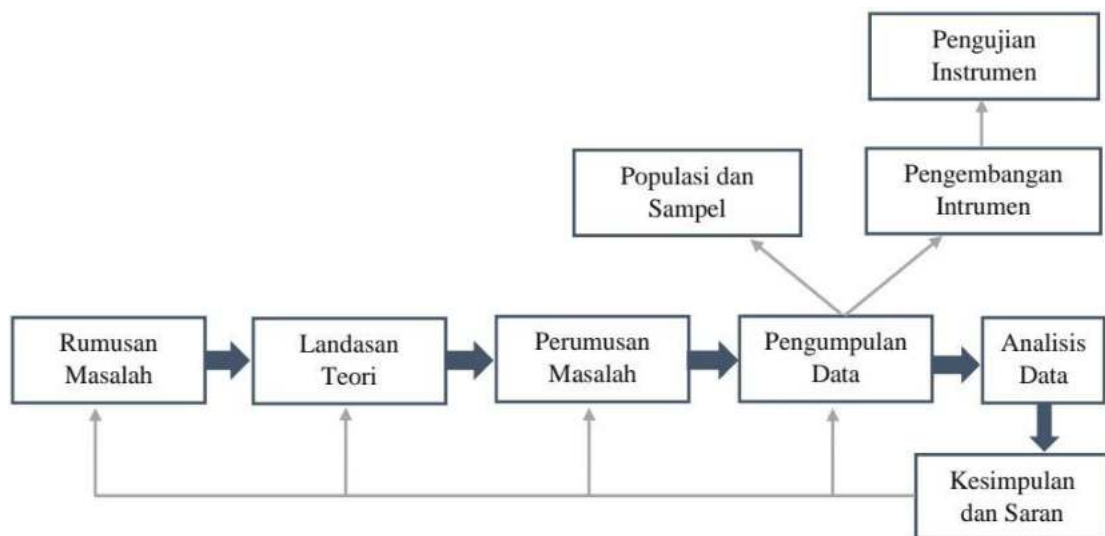 Pengujian
Instrumen
Populasi dan
Sampel
Pengembangan
Intrumen
Rumusan
Masalah
Landasan
Teori
Perumusan
Masalah
Pengumpulan
Data
Analisis
Data
Kesimpulan
dan Saran